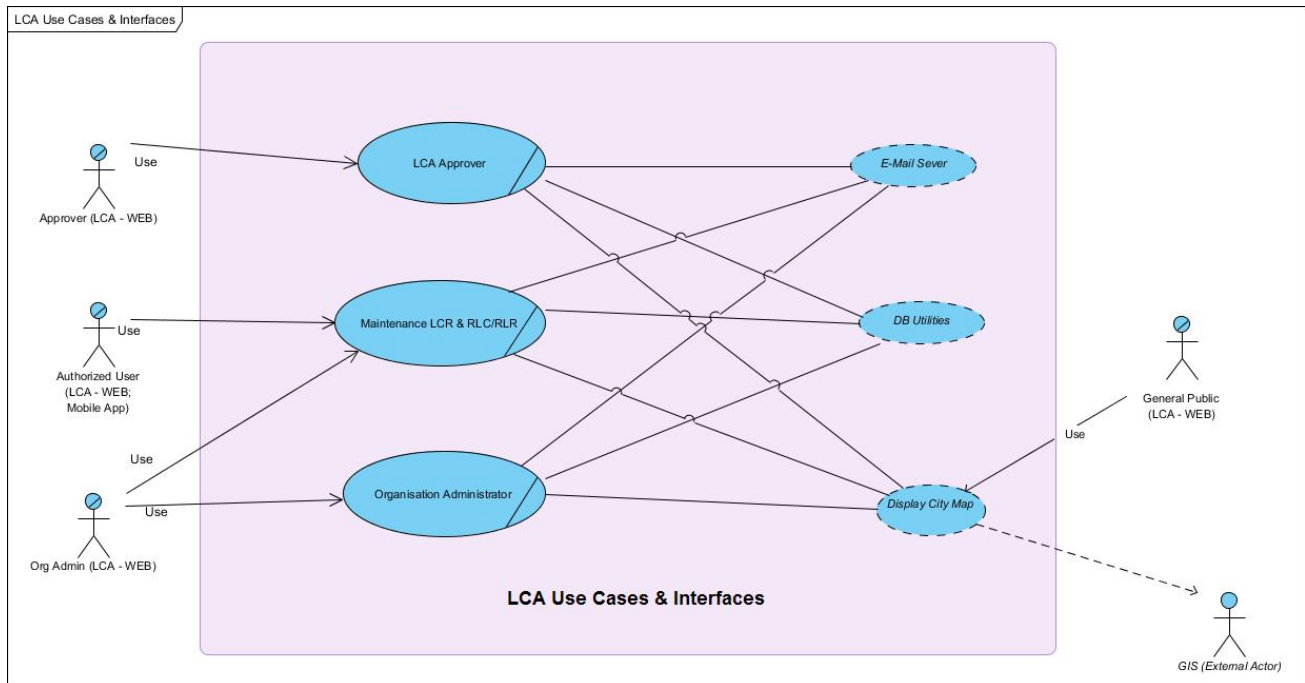 LCA Use Cases & Interfaces
Use
LCA Approver
E-Mail Sever
Approver (LCA - WEB)
Use
Maintenance LCR & RLC/RLR
DB Utilities
Authorized User
(LCA - WEB;
Mobile App)
General Public
(LCA - WEB)
Use
Use
Use
Organisation Administrator
Display City Map
Org Admin (LCA - WEB)
LCA Use Cases & Interfaces
GIS (External Actor)